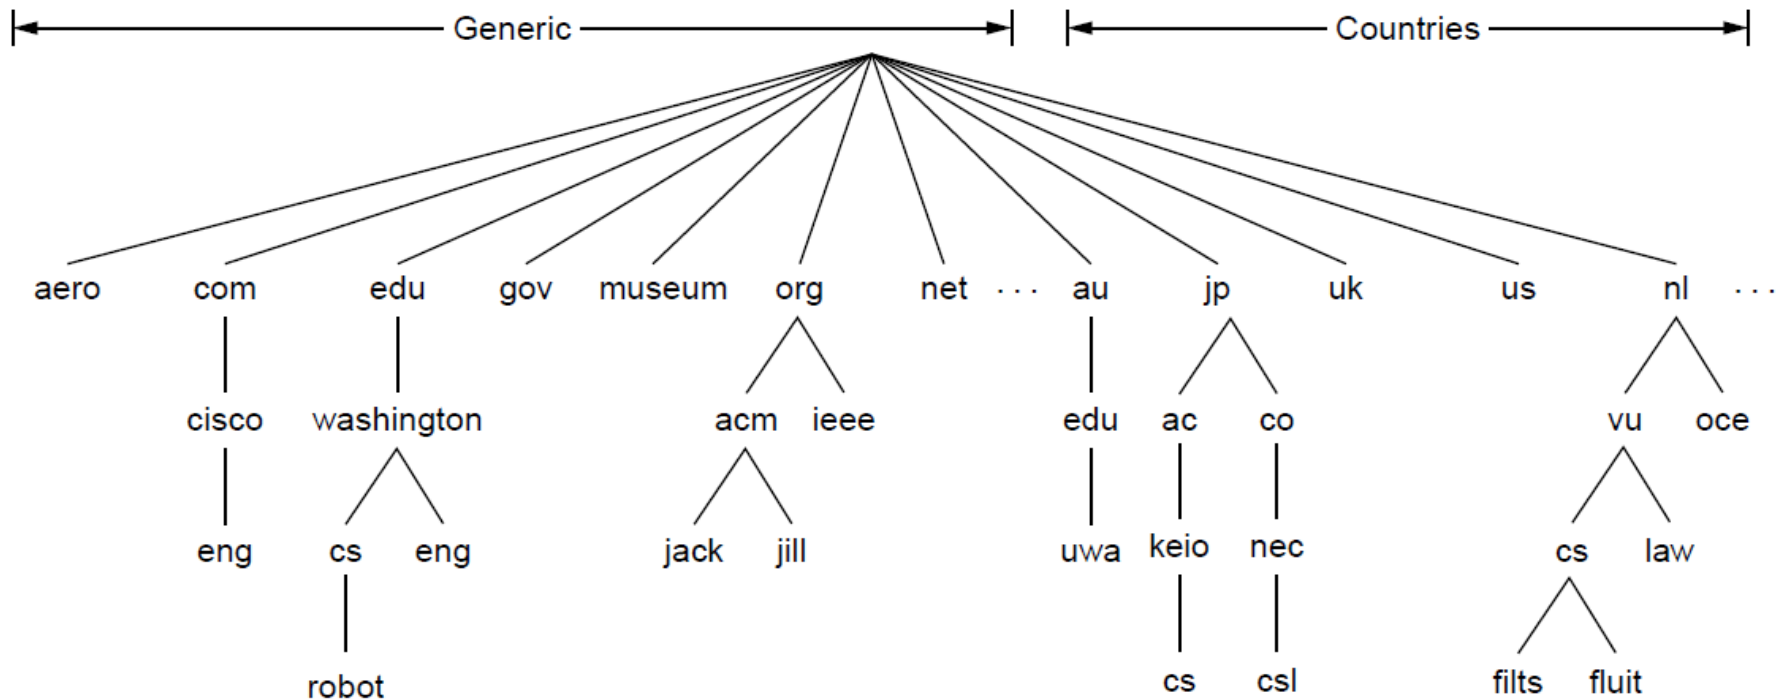 Generic Countries
aero com edu gov museum org net ... au jp uk us nl ...
cisco washington acm ieee edu ac co vu oce
eng cs eng jack jill uwa keio nec cs law
robot cs csl filts fluit